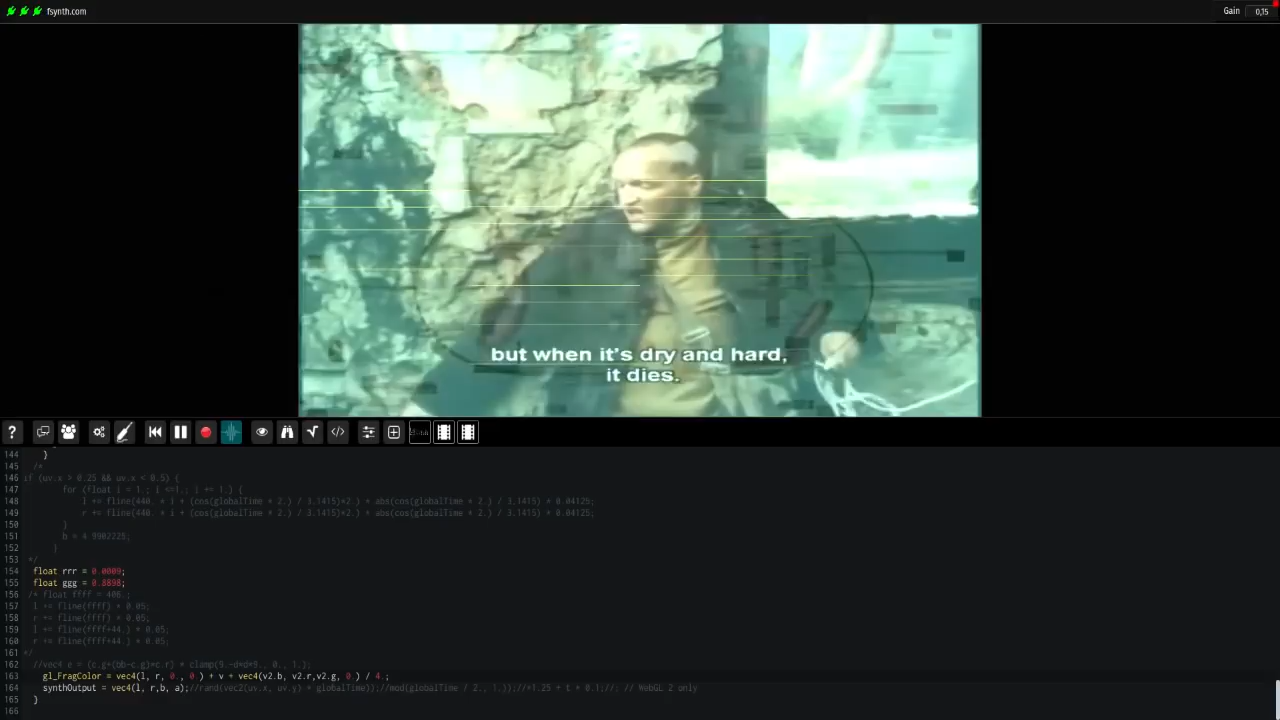 fsynth.com
Gain 0,15
but when it's dry and hard,
it dies.
144 }
145 /*
146 if (uv.x > 0.25 && uv.x < 0.5) {
147 for (float i = 1.; i <=1.; i += 1.) {
148 l += fline(440. * i + (cos(globalTime * 2.) / 3.1415)*2.) * abs(cos(globalTime * 2.) / 3.1415) * 0.04125;
149 r += fline(440. * i + (cos(globalTime * 2.) / 3.1415)*2.) * abs(cos(globalTime * 2.) / 3.1415) * 0.04125;
150 }
151 b = 4.9902225;
152 }
153 */
154 float rrr = 0.0009;
155 float ggg = 0.8898;
156 /* float ffff = 406.;
157 l += fline(ffff) * 0.05;
158 r += fline(ffff) * 0.05;
159 l += fline(ffff+44.) * 0.05;
160 r += fline(ffff+44.) * 0.05;
161 */
162 //vec4 e = (c.g+(bb-c.g)*c.r) * clamp(9.-d*d*9., 0., 1.);
163 gl_FragColor = vec4(l, r, 0., 0.) + v + vec4(v2.b, v2.r,v2.g, 0.) / 4.;
164 synthOutput = vec4(l, r,b, a);//rand(vec2(uv.x, uv.y) * globalTime));//mod(globalTime / 2., 1.));//*1.25 + t * 0.1;//; // WebGL 2 only
165 }
166